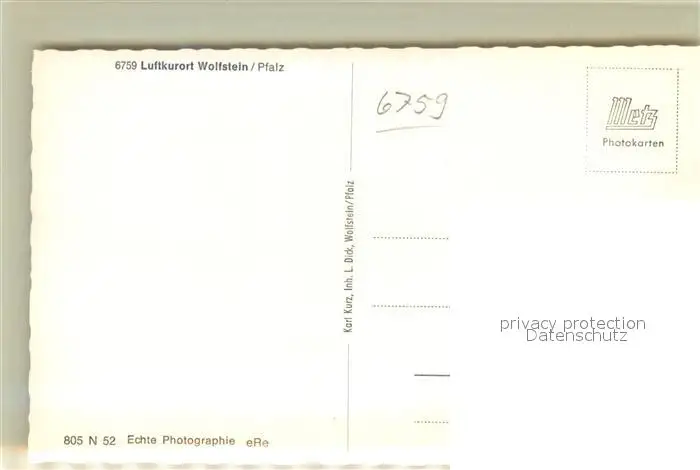 6759 Luftkurort Wolfstein / Pfalz
6759
Metz
Photokarten
Karl Kurz, Inh. L. Dick, Wolfstein/Pfalz
privacy protection
Datenschutz
805 N 52 Echte Photographie eRe